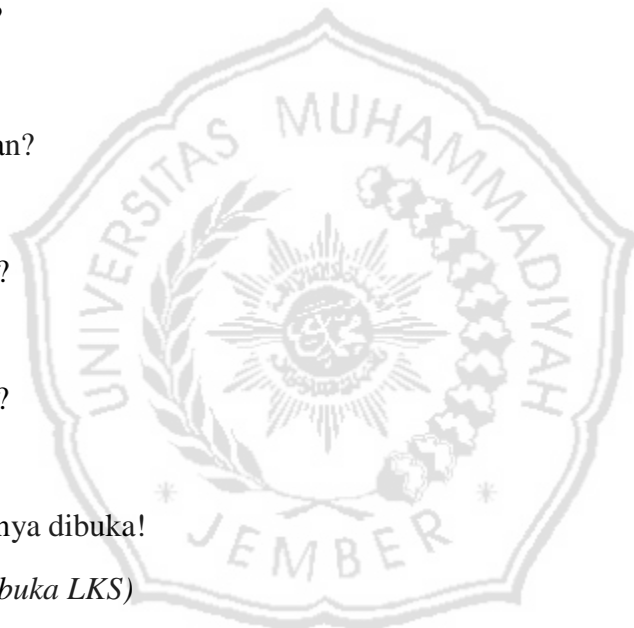 ?
an?
?
?
nya dibuka!
buka LKS)
UNIVERSITAS MUHAMMADIYAH
JEMBER